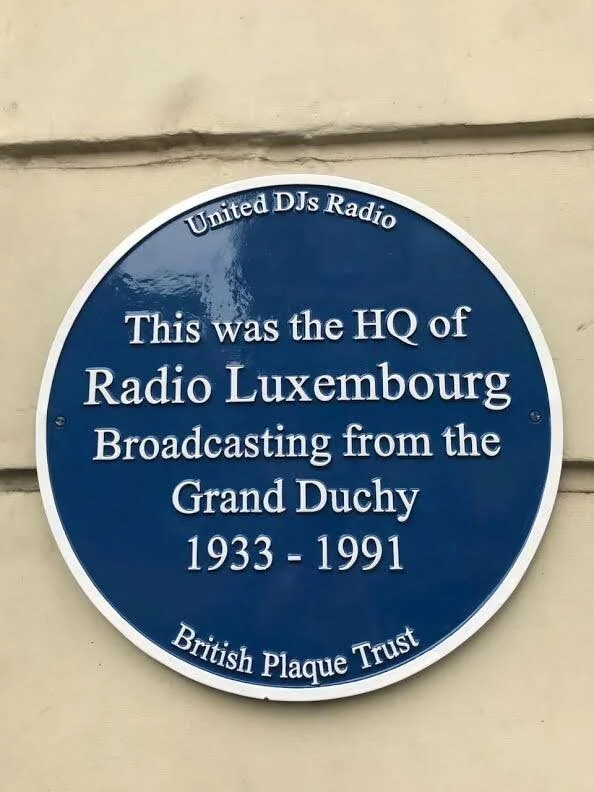 United DJs Radio
This was the HQ of
Radio Luxembourg
Broadcasting from the
Grand Duchy
1933 - 1991
British Plaque Trust